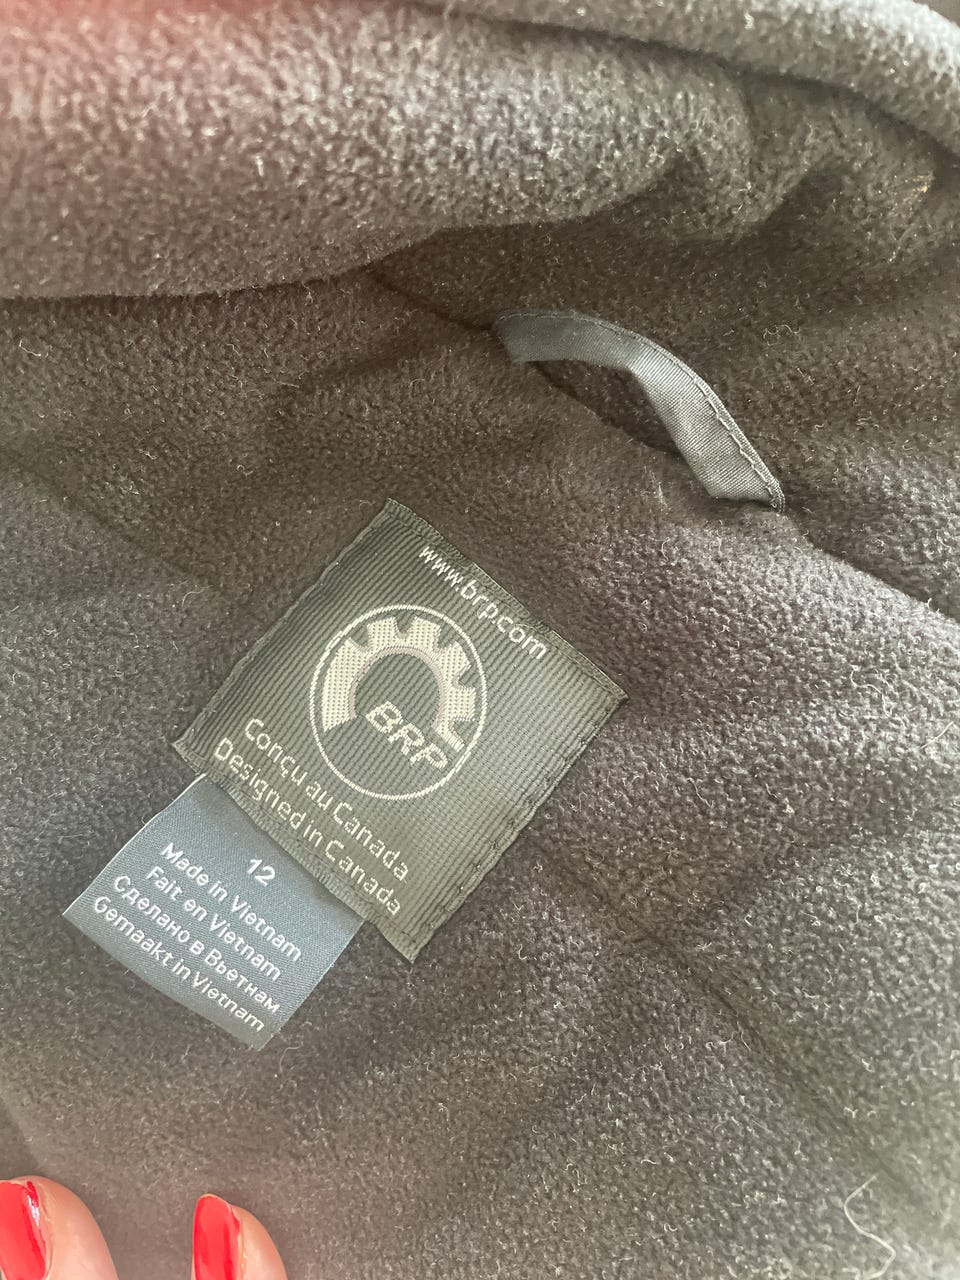 www.brp.com
BRP
Conçu au Canada
Designed in Canada
12
Made in Vietnam
Fait en Vietnam
Сделано в Вьетнам
Gemaakt in Vietnam